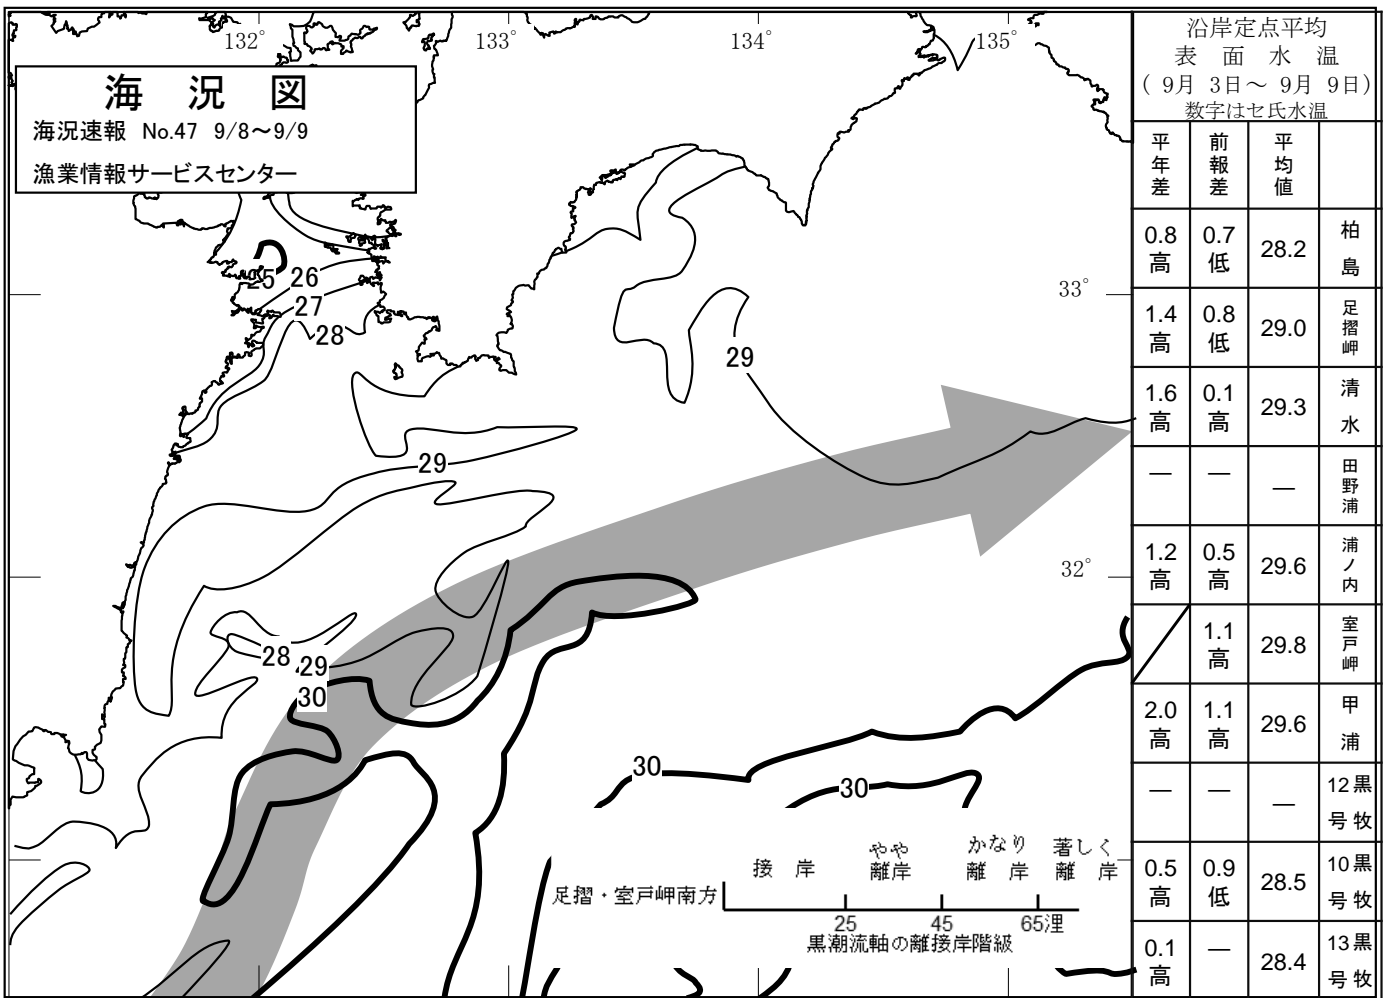 海 況 図
海況速報 No.47 9/8～9/9
漁業情報サービスセンター
132°
133°
134°
135°
33°
32°
25
26
27
28
29
29
28
29
30
30
30
接 岸
やや
離岸
かなり
離 岸
著しく
離 岸
足摺・室戸岬南方
25
45
65浬
黒潮流軸の離接岸階級
沿岸定点平均
表 面 水 温
( 9月 3日～ 9月 9日)
数字はセ氏水温
平年差 前報差 平均値
0.8高 0.7低 28.2 柏島
1.4高 0.8低 29.0 足摺岬
1.6高 0.1高 29.3 清水
― ― ― 田野浦
1.2高 0.5高 29.6 浦ノ内
1.1高 29.8 室戸岬
2.0高 1.1高 29.6 甲浦
― ― ― 黒牧12号
0.5高 0.9低 28.5 黒牧10号
0.1高 ― 28.4 黒牧13号